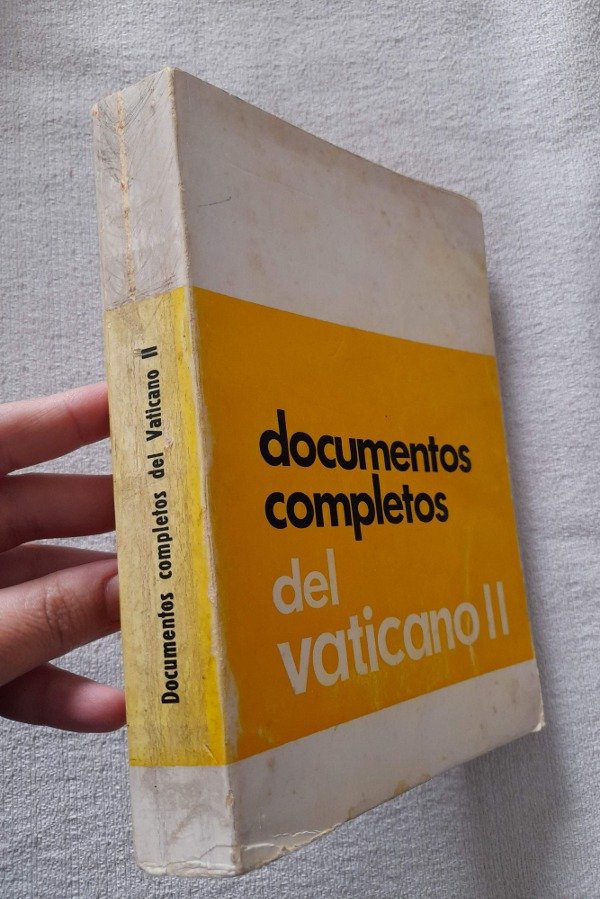 Documentos completos del Vaticano II
documentos
completos
del
vaticano II